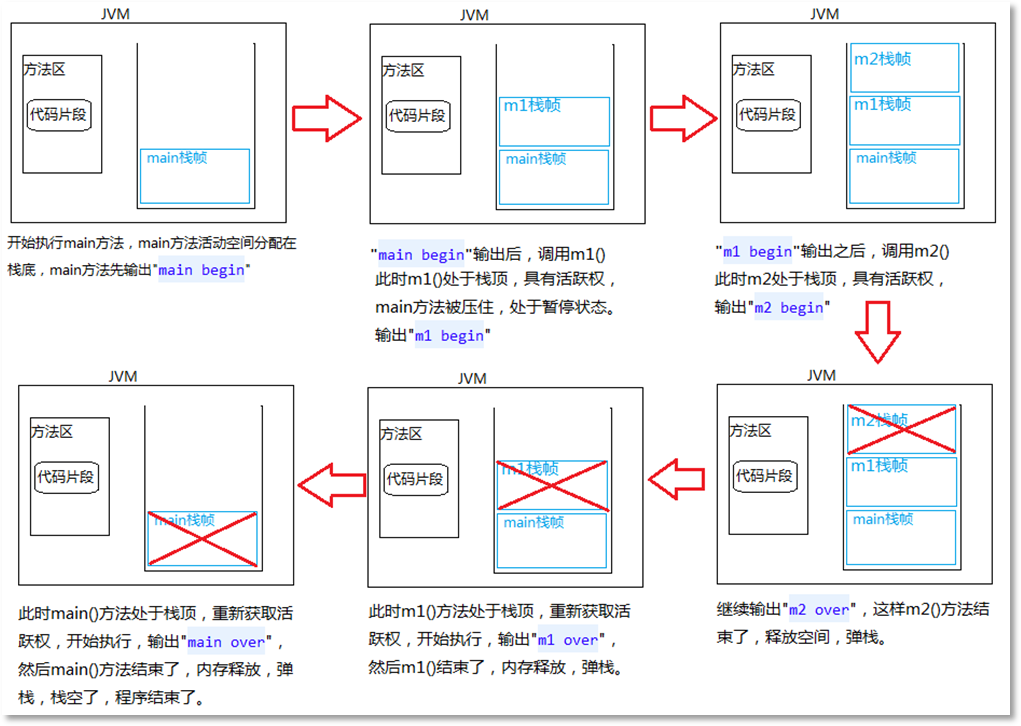 JVM
方法区
代码片段
main栈帧
开始执行main方法，main方法活动空间分配在
栈底，main方法先输出"main begin"
JVM
方法区
代码片段
m1栈帧
main栈帧
"main begin"输出后，调用m1()
此时m1()处于栈顶，具有活跃权，
main方法被压住，处于暂停状态。
输出"m1 begin"
JVM
方法区
代码片段
m2栈帧
m1栈帧
main栈帧
"m1 begin"输出之后，调用m2()
此时m2处于栈顶，具有活跃权，
输出"m2 begin"
JVM
方法区
代码片段
m2栈帧
m1栈帧
main栈帧
继续输出"m2 over"，这样m2()方法结
束了，释放空间，弹栈。
JVM
方法区
代码片段
m1栈帧
main栈帧
此时m1()方法处于栈顶，重新获取活
跃权，开始执行，输出"m1 over"，
然后m1()结束了，内存释放，弹栈。
JVM
方法区
代码片段
main栈帧
此时main()方法处于栈顶，重新获取活
跃权，开始执行，输出"main over"，
然后main()方法结束了，内存释放，弹
栈，栈空了，程序结束了。